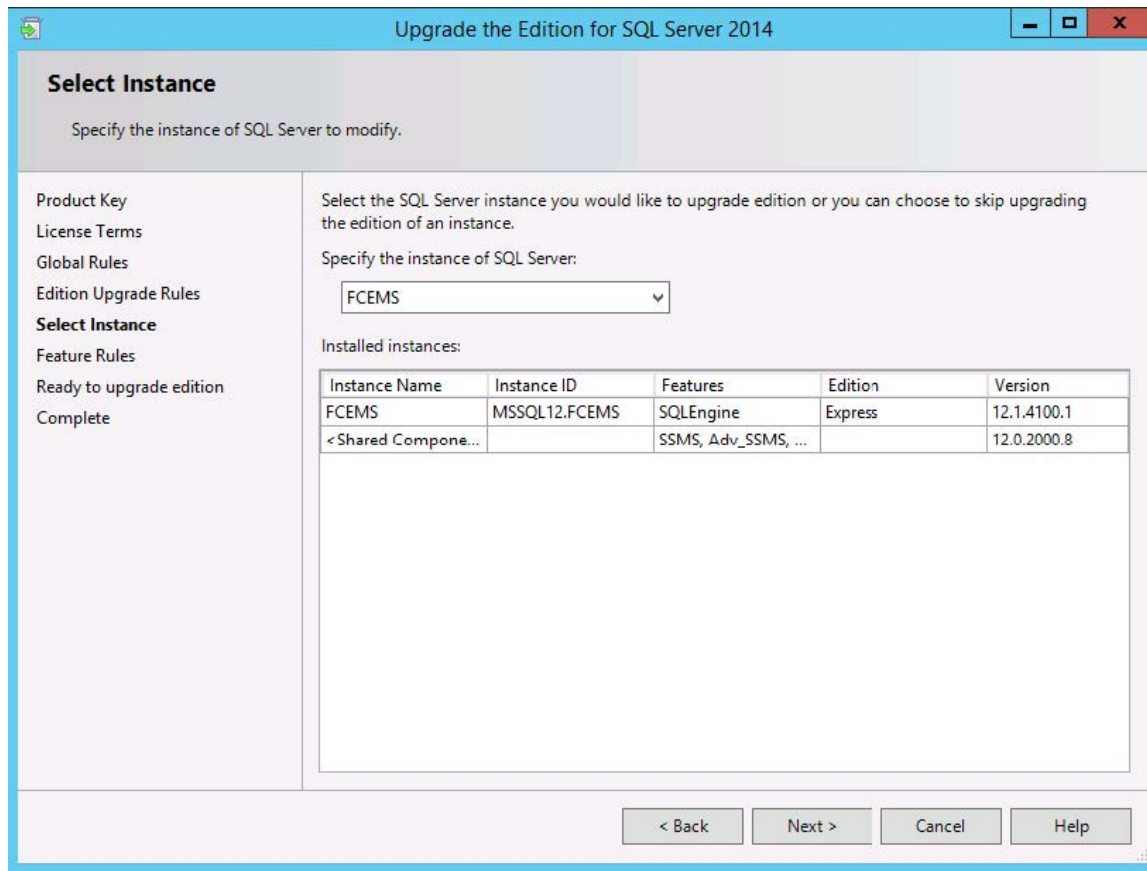 Upgrade the Edition for SQL Server 2014
Select Instance
Specify the instance of SQL Server to modify.
Product Key
License Terms
Global Rules
Edition Upgrade Rules
Select Instance
Feature Rules
Ready to upgrade edition
Complete
Select the SQL Server instance you would like to upgrade edition or you can choose to skip upgrading
the edition of an instance.
Specify the instance of SQL Server:
FCEMS
Installed instances:
Instance Name Instance ID Features Edition Version
FCEMS MSSQL12.FCEMS SQLEngine Express 12.1.4100.1
<Shared Compone... SSMS, Adv_SSMS, ... 12.0.2000.8
< Back Next > Cancel Help